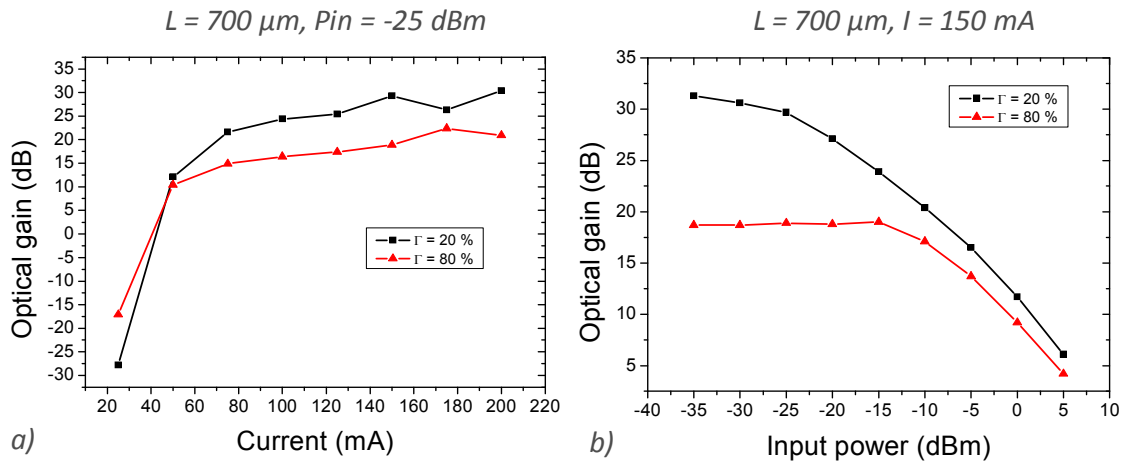 L = 700 μm, Pin = -25 dBm
35
30
25
20
15
10
5
0
-5
-10
-15
-20
-25
-30
Optical gain (dB)
Γ = 20 %
Γ = 80 %
20 40 60 80 100 120 140 160 180 200 220
Current (mA)
a)
L = 700 μm, I = 150 mA
35
30
25
20
15
10
5
Optical gain (dB)
Γ = 20 %
Γ = 80 %
-40 -35 -30 -25 -20 -15 -10 -5 0 5 10
Input power (dBm)
b)